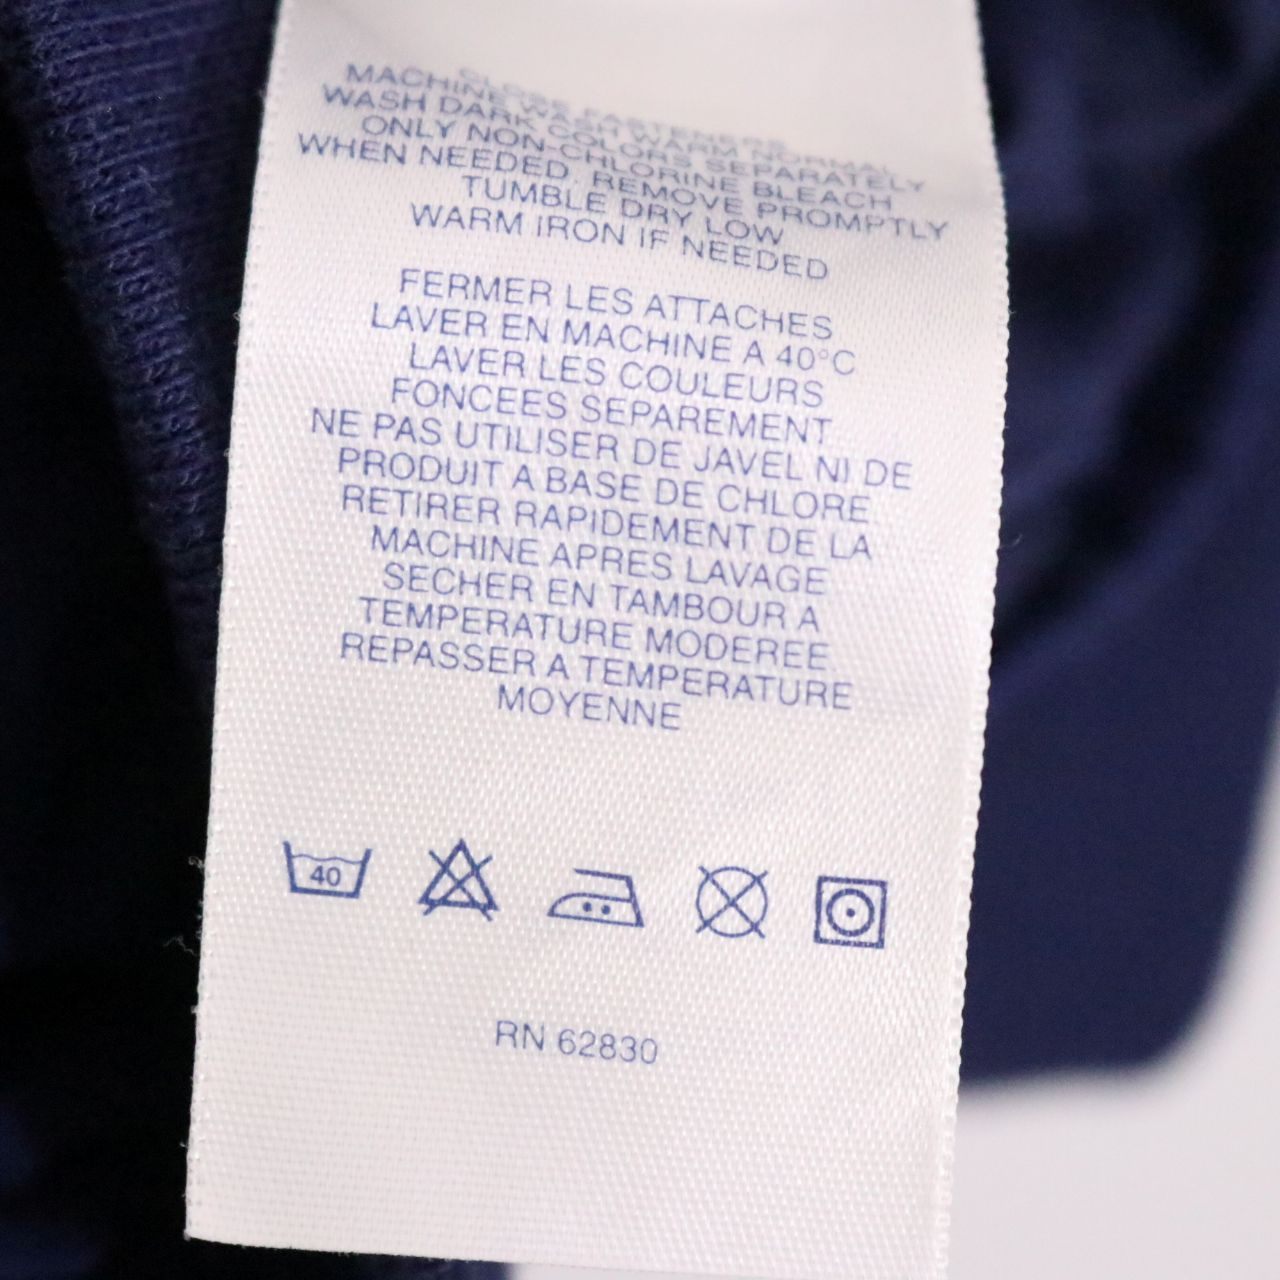 CLOSE FASTENERS
MACHINE WASH WARM NORMAL
WASH DARK COLORS SEPARATELY
ONLY NON-CHLORINE BLEACH
WHEN NEEDED. REMOVE PROMPTLY
TUMBLE DRY LOW
WARM IRON IF NEEDED
FERMER LES ATTACHES
LAVER EN MACHINE A 40°C
LAVER LES COULEURS
FONCEES SEPAREMENT
NE PAS UTILISER DE JAVEL NI DE
PRODUIT A BASE DE CHLORE
RETIRER RAPIDEMENT DE LA
MACHINE APRES LAVAGE
SECHER EN TAMBOUR A
TEMPERATURE MODEREE
REPASSER A TEMPERATURE
MOYENNE
40
RN 62830